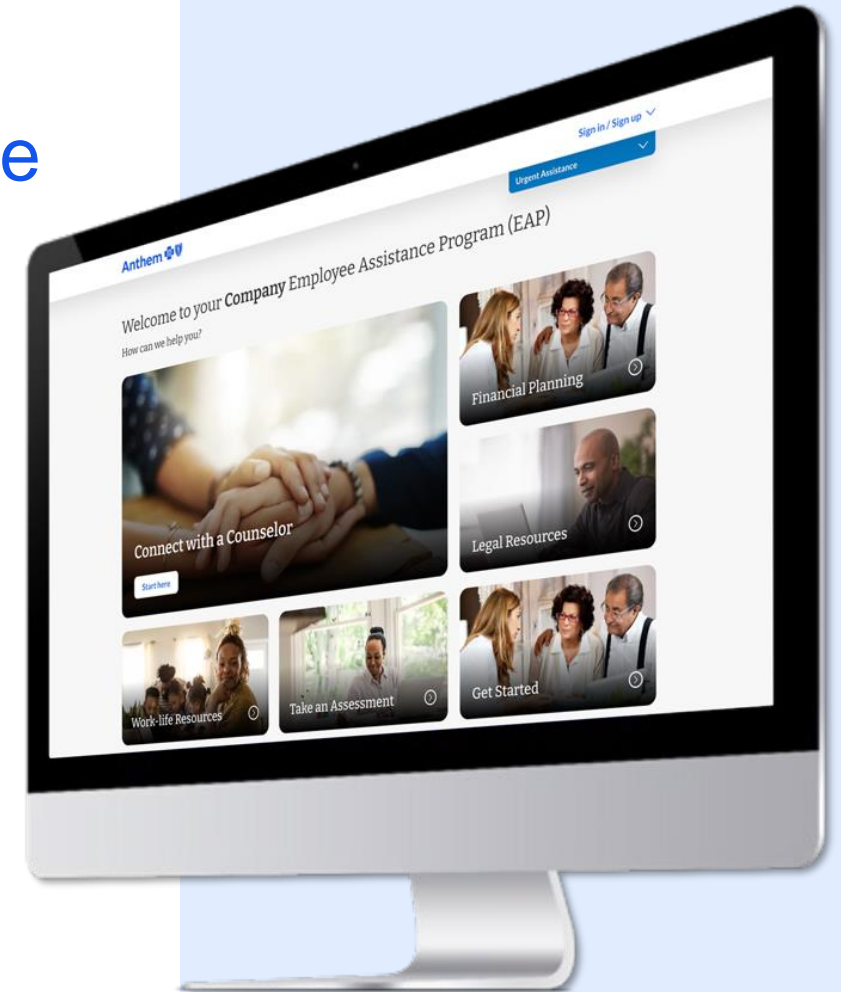 e
Sign in / Sign up
Urgent Assistance
Anthem
Welcome to your Company Employee Assistance Program (EAP)
How can we help you?
Connect with a Counselor
Start here
Financial Planning
Legal Resources
Work-life Resources
Take an Assessment
Get Started